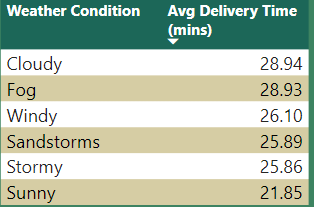 Weather Condition Avg Delivery Time
(mins)
Cloudy 28.94
Fog 28.93
Windy 26.10
Sandstorms 25.89
Stormy 25.86
Sunny 21.85